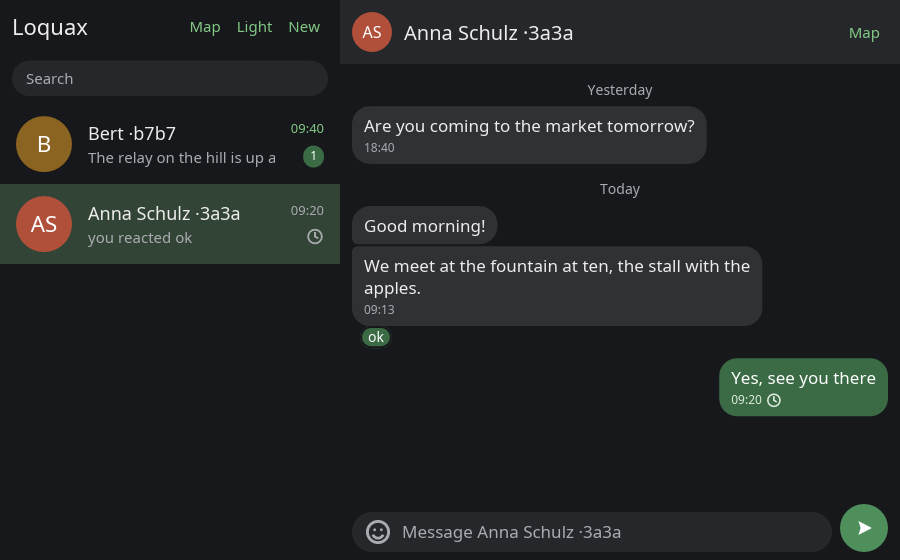 Loquax
Map Light New
Search
B
Bert ·b7b7
09:40
The relay on the hill is up a
1
AS
Anna Schulz ·3a3a
09:20
you reacted ok
AS
Anna Schulz ·3a3a
Map
Yesterday
Are you coming to the market tomorrow?
18:40
Today
Good morning!
We meet at the fountain at ten, the stall with the
apples.
09:13
ok
Yes, see you there
09:20
Message Anna Schulz ·3a3a